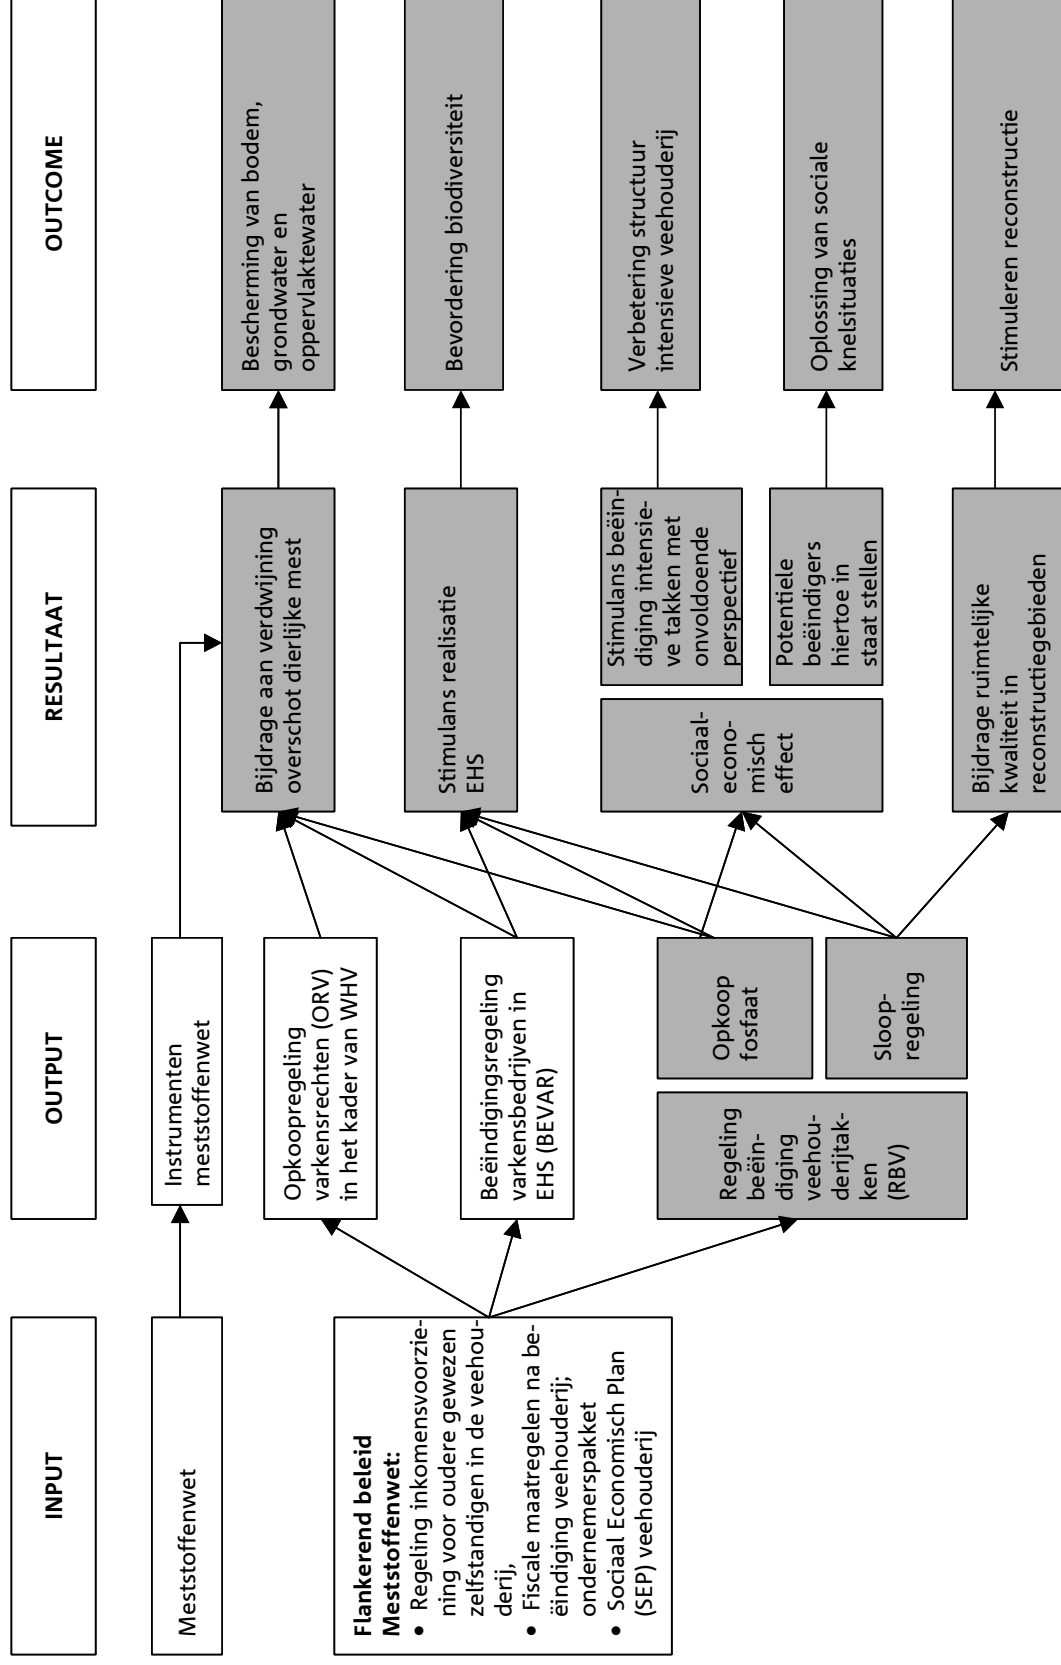 INPUT
OUTPUT
RESULTAAT
OUTCOME
Meststoffenwet
Instrumenten
meststoffenwet
Flankerend beleid
Meststoffenwet:
• Regeling inkomensvoorzie-
ning voor oudere gewezen
zelfstandigen in de veehou-
derij,
• Fiscale maatregelen na be-
ëindiging veehouderij;
ondernemerspakket
• Sociaal Economisch Plan
(SEP) veehouderij
Opkoopregeling
varkensrechten (ORV)
in het kader van WHV
Beëindigingsregeling
varkensbedrijven in
EHS (BEVAR)
Regeling
beëin-
diging
veehou-
derijtak-
ken
(RBV)
Opkoop
fosfaat
Sloop-
regeling
Bijdrage aan verdwijning
overschot dierlijke mest
Stimulans realisatie
EHS
Sociaal-
econo-
misch
effect
Stimulans beëin-
diging intensie-
ve takken met
onvoldoende
perspectief
Potentiele
beëindigers
hiertoe in
staat stellen
Bijdrage ruimtelijke
kwaliteit in
reconstructiegebieden
Bescherming van bodem,
grondwater en
oppervlaktewater
Bevordering biodiversiteit
Verbetering structuur
intensieve veehouderij
Oplossing van sociale
knelsituaties
Stimuleren reconstructie